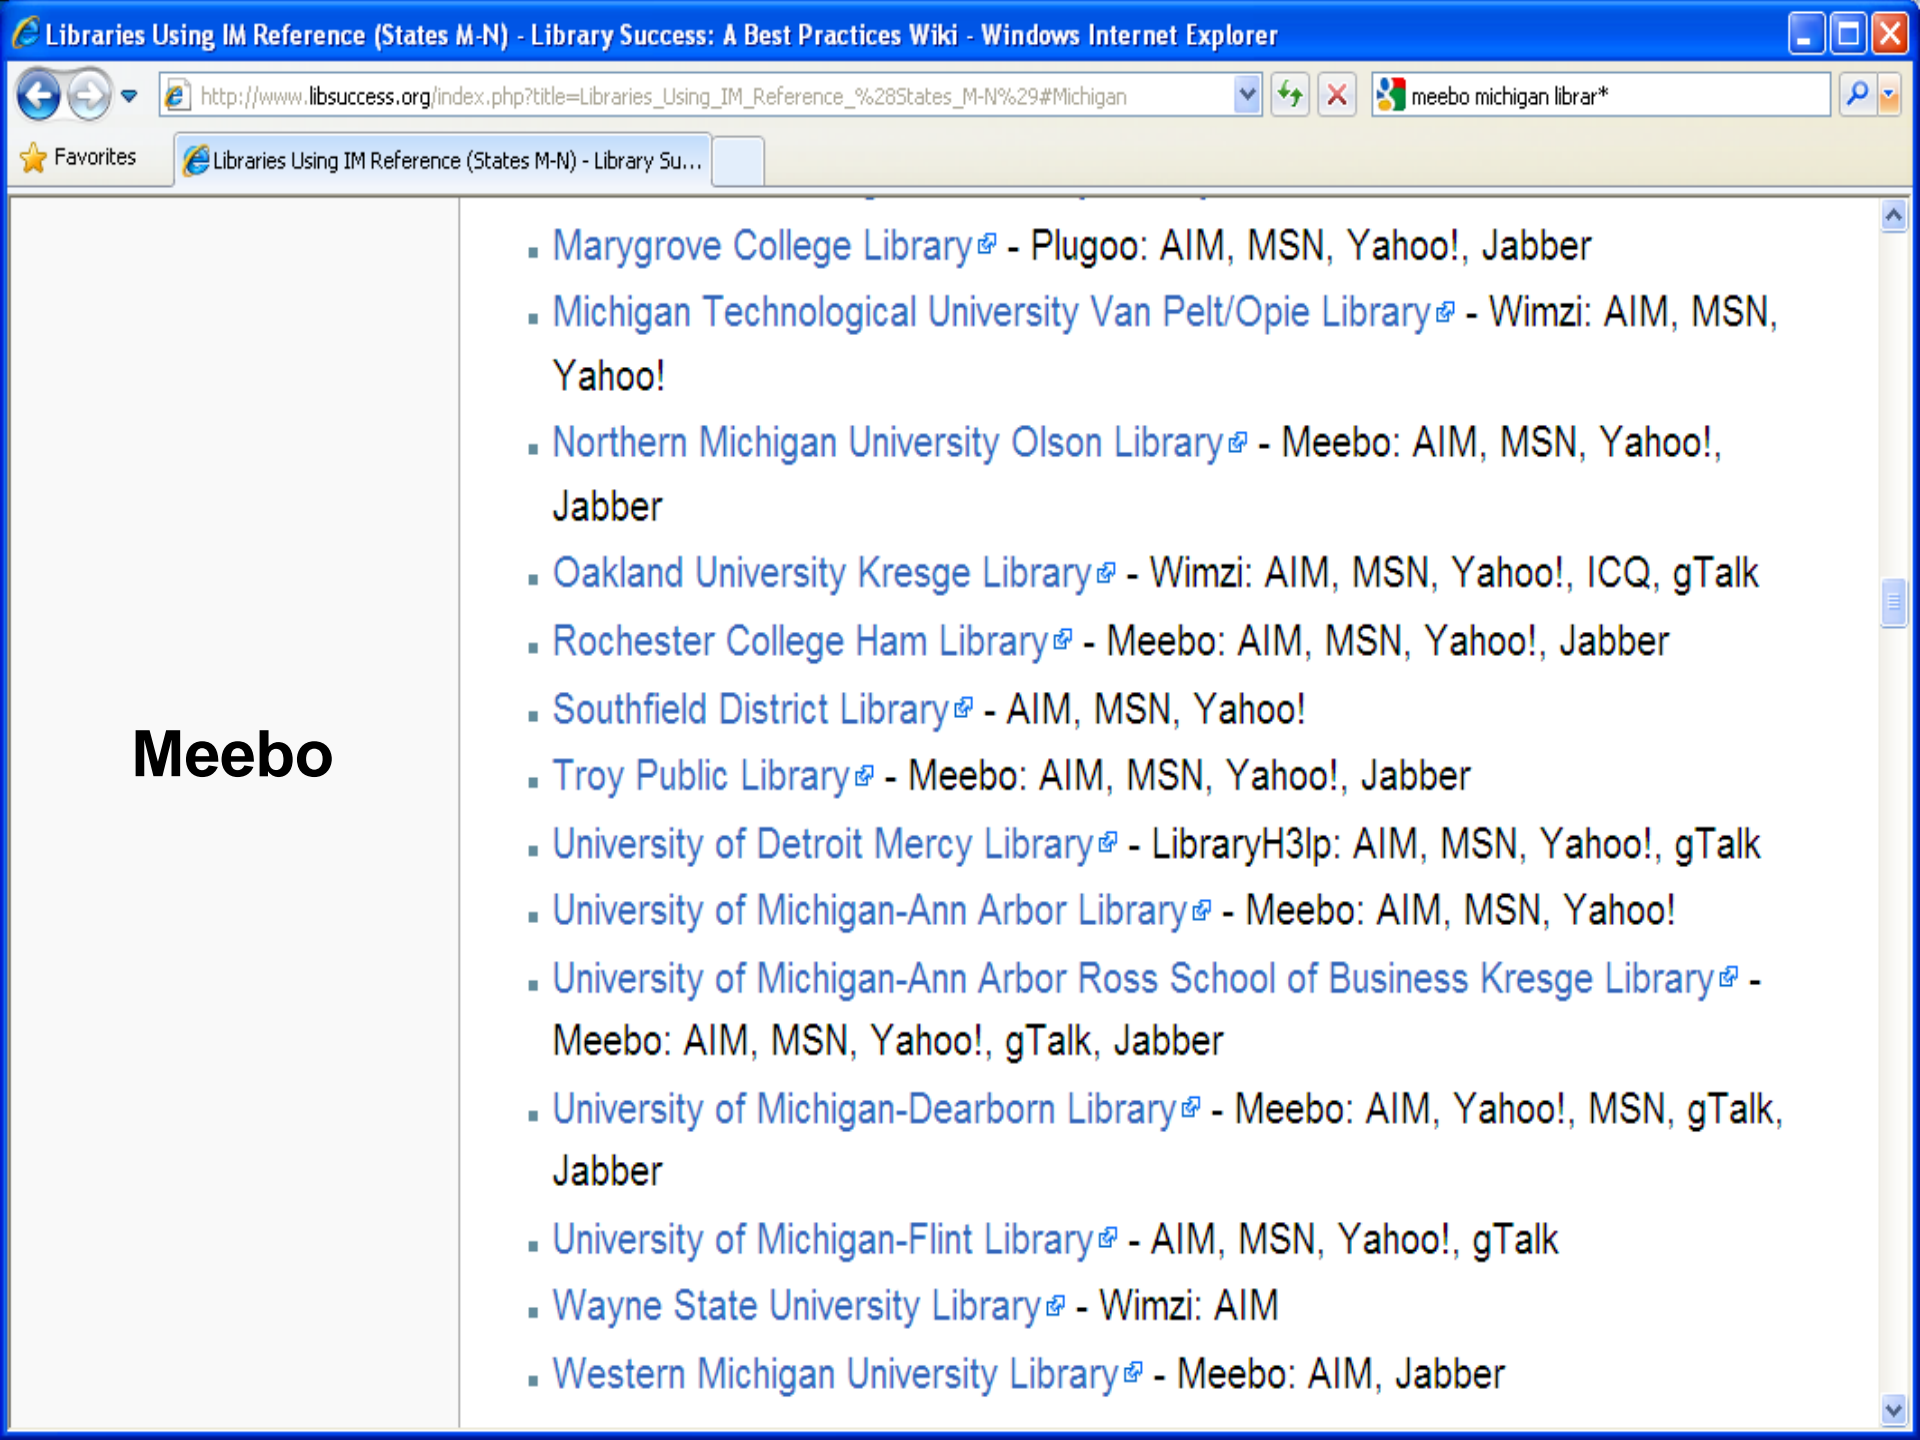 Libraries Using IM Reference (States M-N) - Library Success: A Best Practices Wiki - Windows Internet Explorer
http://www.libsuccess.org/index.php?title=Libraries_Using_IM_Reference_%28States_M-N%29#Michigan
meebo michigan librar*
Favorites
Libraries Using IM Reference (States M-N) - Library Su...
Meebo
Marygrove College Library - Plugoo: AIM, MSN, Yahoo!, Jabber
Michigan Technological University Van Pelt/Opie Library - Wimzi: AIM, MSN,
Yahoo!
Northern Michigan University Olson Library - Meebo: AIM, MSN, Yahoo!,
Jabber
Oakland University Kresge Library - Wimzi: AIM, MSN, Yahoo!, ICQ, gTalk
Rochester College Ham Library - Meebo: AIM, MSN, Yahoo!, Jabber
Southfield District Library - AIM, MSN, Yahoo!
Troy Public Library - Meebo: AIM, MSN, Yahoo!, Jabber
University of Detroit Mercy Library - LibraryH3lp: AIM, MSN, Yahoo!, gTalk
University of Michigan-Ann Arbor Library - Meebo: AIM, MSN, Yahoo!
University of Michigan-Ann Arbor Ross School of Business Kresge Library -
Meebo: AIM, MSN, Yahoo!, gTalk, Jabber
University of Michigan-Dearborn Library - Meebo: AIM, Yahoo!, MSN, gTalk,
Jabber
University of Michigan-Flint Library - AIM, MSN, Yahoo!, gTalk
Wayne State University Library - Wimzi: AIM
Western Michigan University Library - Meebo: AIM, Jabber